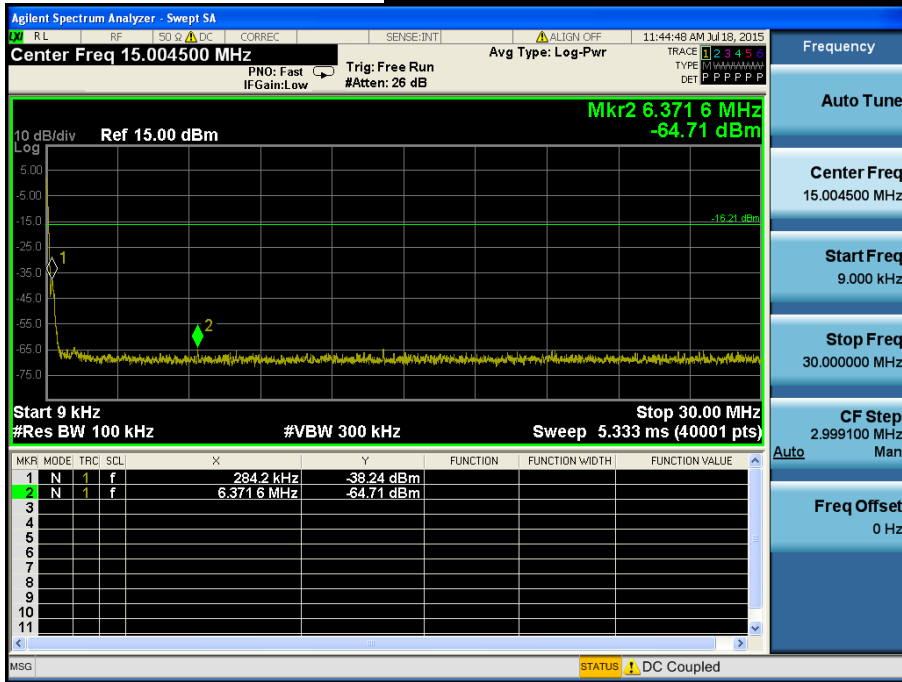 Agilent Spectrum Analyzer - Swept SA
LXI RL RF 50 Ω DC CORREC SENSE:INT ALIGN OFF 11:44:48 AM Jul 18, 2015
Center Freq 15.004500 MHz
PNO: Fast
IFGain:Low
Trig: Free Run
#Atten: 26 dB
Avg Type: Log-Pwr
TRACE 1 2 3 4 5 6
TYPE M WWWWW
DET P P P P P P
Mkr2 6.371 6 MHz
-64.71 dBm
10 dB/div Ref 15.00 dBm
Log
5.00
-5.00
-15.0
-16.21 dBm
-25.0
1
-35.0
-45.0
-55.0
2
-65.0
-75.0
Start 9 kHz Stop 30.00 MHz
#Res BW 100 kHz #VBW 300 kHz Sweep 5.333 ms (40001 pts)
MKR MODE TRC SCL X Y FUNCTION FUNCTION WIDTH FUNCTION VALUE
1 N 1 f 284.2 kHz -38.24 dBm
2 N 1 f 6.371 6 MHz -64.71 dBm
3
4
5
6
7
8
9
10
11
MSG STATUS DC Coupled
Frequency
Auto Tune
Center Freq
15.004500 MHz
Start Freq
9.000 kHz
Stop Freq
30.000000 MHz
CF Step
2.999100 MHz
Auto Man
Freq Offset
0 Hz